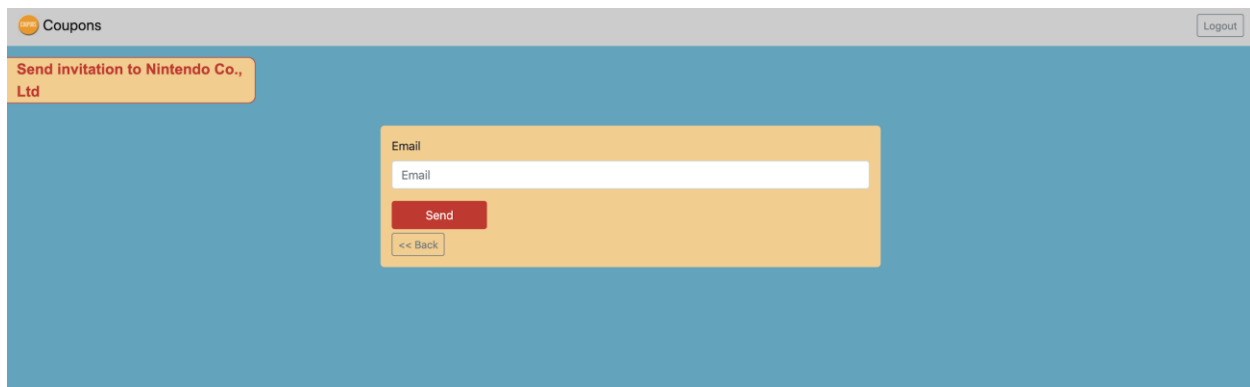 Coupons
Logout
Send invitation to Nintendo Co.,
Ltd
Email
Email
Send
<< Back